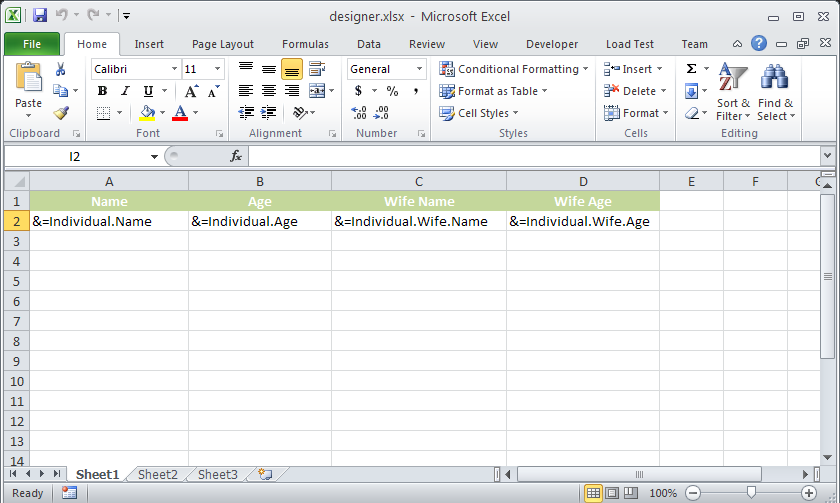 designer.xlsx - Microsoft Excel
File Home Insert Page Layout Formulas Data Review View Developer Load Test Team
Calibri 11 General Conditional Formatting Insert Σ
Paste B I U A A $ % , Format as Table Delete Sort & Find &
A .00 .0 Cell Styles Format Filter Select
Clipboard Font Alignment Number Styles Cells Editing
I2 fx
A B C D E F G
1 Name Age Wife Name Wife Age
2 &=Individual.Name &=Individual.Age &=Individual.Wife.Name &=Individual.Wife.Age
3
4
5
6
7
8
9
10
11
12
13
14
Sheet1 Sheet2 Sheet3
Ready 100%